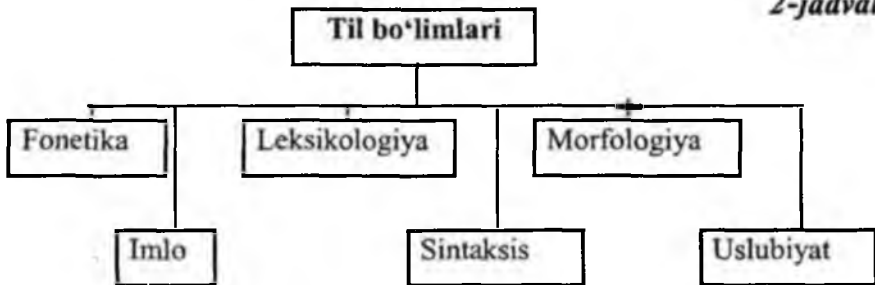 2-jadval
Til bo‘limlari
Fonetika
Leksikologiya
Morfologiya
Imlo
Sintaksis
Uslubiyat